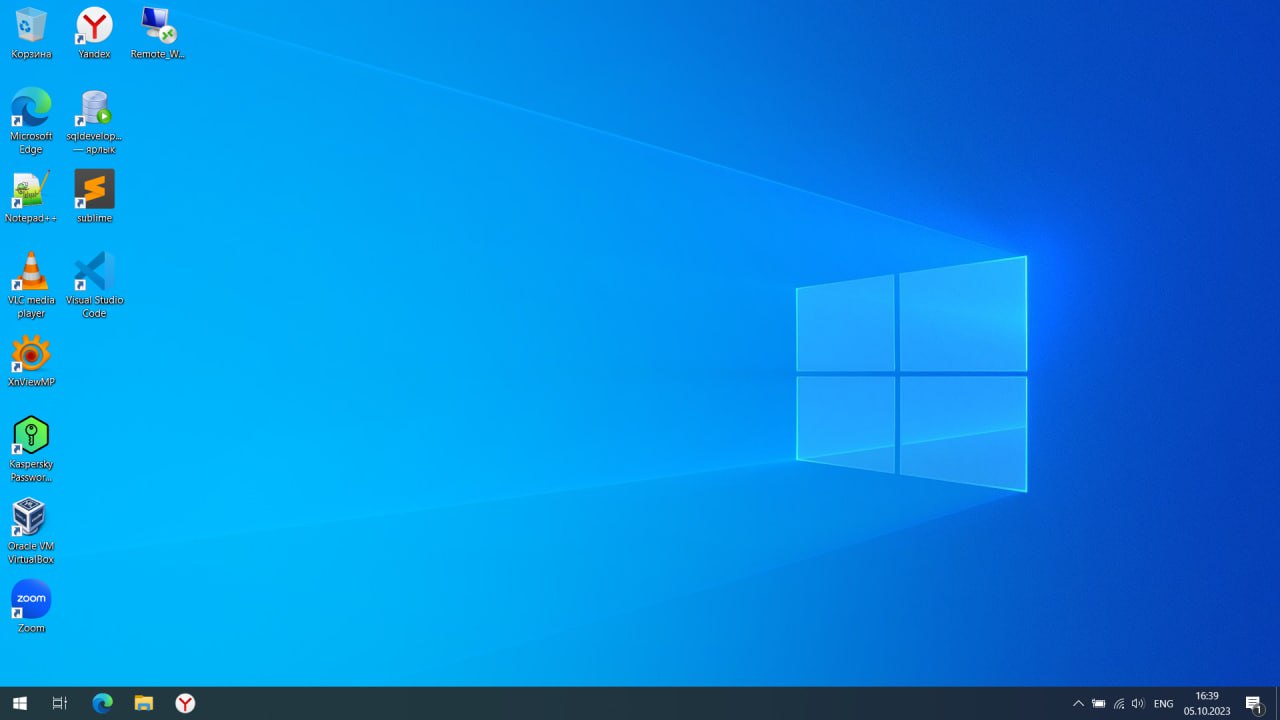 Корзина
Yandex
Remote_W...
Microsoft
Edge
sqldevelop...
— ярлык
Notepad++
sublime
VLC media
player
Visual Studio
Code
XnViewMP
Kaspersky
Passwor...
Oracle VM
VirtualBox
zoom
Zoom
ENG
16:39
05.10.2023
1